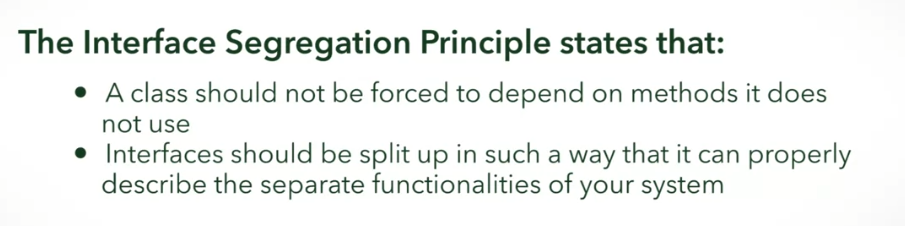 The Interface Segregation Principle states that:
• A class should not be forced to depend on methods it does
not use
• Interfaces should be split up in such a way that it can properly
describe the separate functionalities of your system